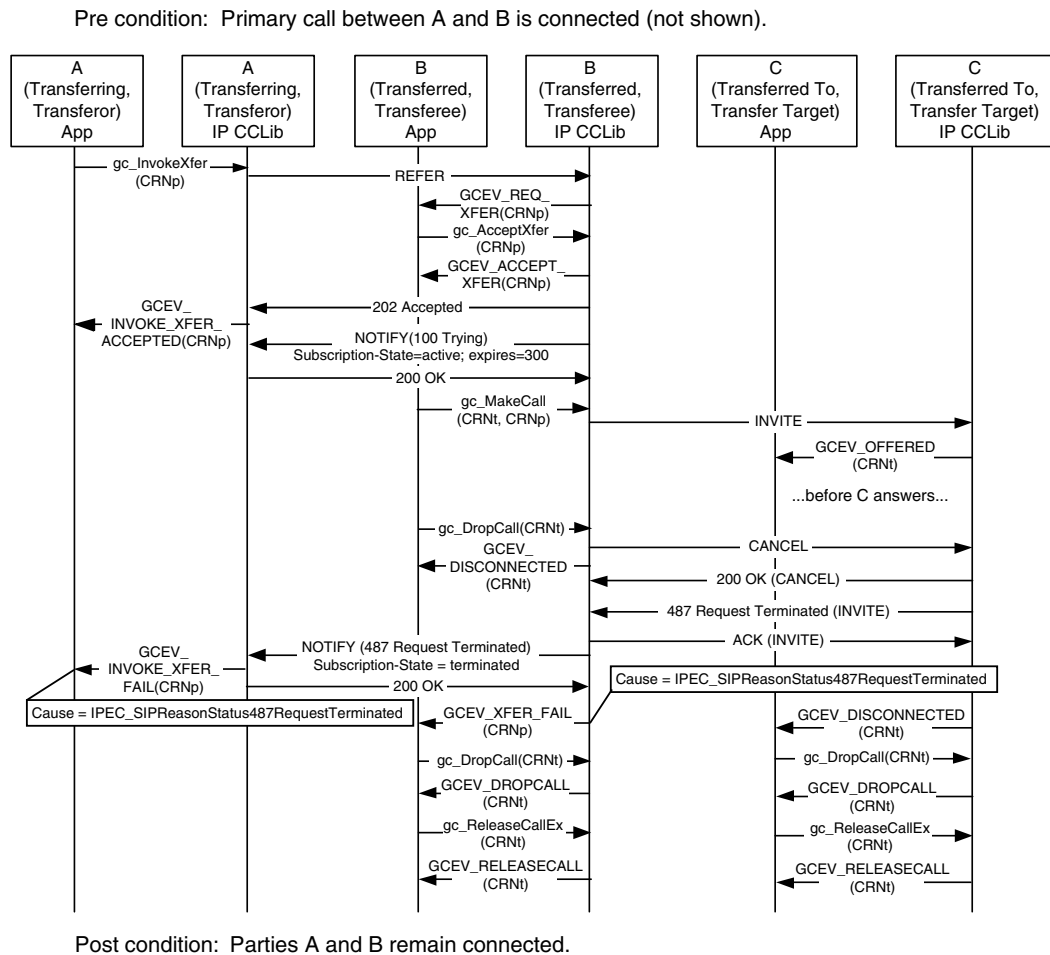 Pre condition:  Primary call between A and B is connected (not shown).
A
(Transferring,
Transferor)
App
A
(Transferring,
Transferor)
IP CCLib
B
(Transferred,
Transferee)
App
B
(Transferred,
Transferee)
IP CCLib
C
(Transferred To,
Transfer Target)
App
C
(Transferred To,
Transfer Target)
IP CCLib
gc_InvokeXfer
(CRNp)
REFER
GCEV_REQ_
XFER(CRNp)
gc_AcceptXfer
(CRNp)
GCEV_ACCEPT_
XFER(CRNp)
202 Accepted
GCEV_
INVOKE_XFER_
ACCEPTED(CRNp)
NOTIFY(100 Trying)
Subscription-State=active; expires=300
200 OK
gc_MakeCall
(CRNt, CRNp)
INVITE
GCEV_OFFERED
(CRNt)
...before C answers...
gc_DropCall(CRNt)
GCEV_
DISCONNECTED
(CRNt)
CANCEL
200 OK (CANCEL)
487 Request Terminated (INVITE)
ACK (INVITE)
NOTIFY (487 Request Terminated)
Subscription-State = terminated
GCEV_
INVOKE_XFER_
FAIL(CRNp)
200 OK
Cause = IPEC_SIPReasonStatus487RequestTerminated
Cause = IPEC_SIPReasonStatus487RequestTerminated
GCEV_XFER_FAIL
(CRNp)
GCEV_DISCONNECTED
(CRNt)
gc_DropCall(CRNt)
gc_DropCall(CRNt)
GCEV_DROPCALL
(CRNt)
GCEV_DROPCALL
(CRNt)
gc_ReleaseCallEx
(CRNt)
gc_ReleaseCallEx
(CRNt)
GCEV_RELEASECALL
(CRNt)
GCEV_RELEASECALL
(CRNt)
Post condition:  Parties A and B remain connected.